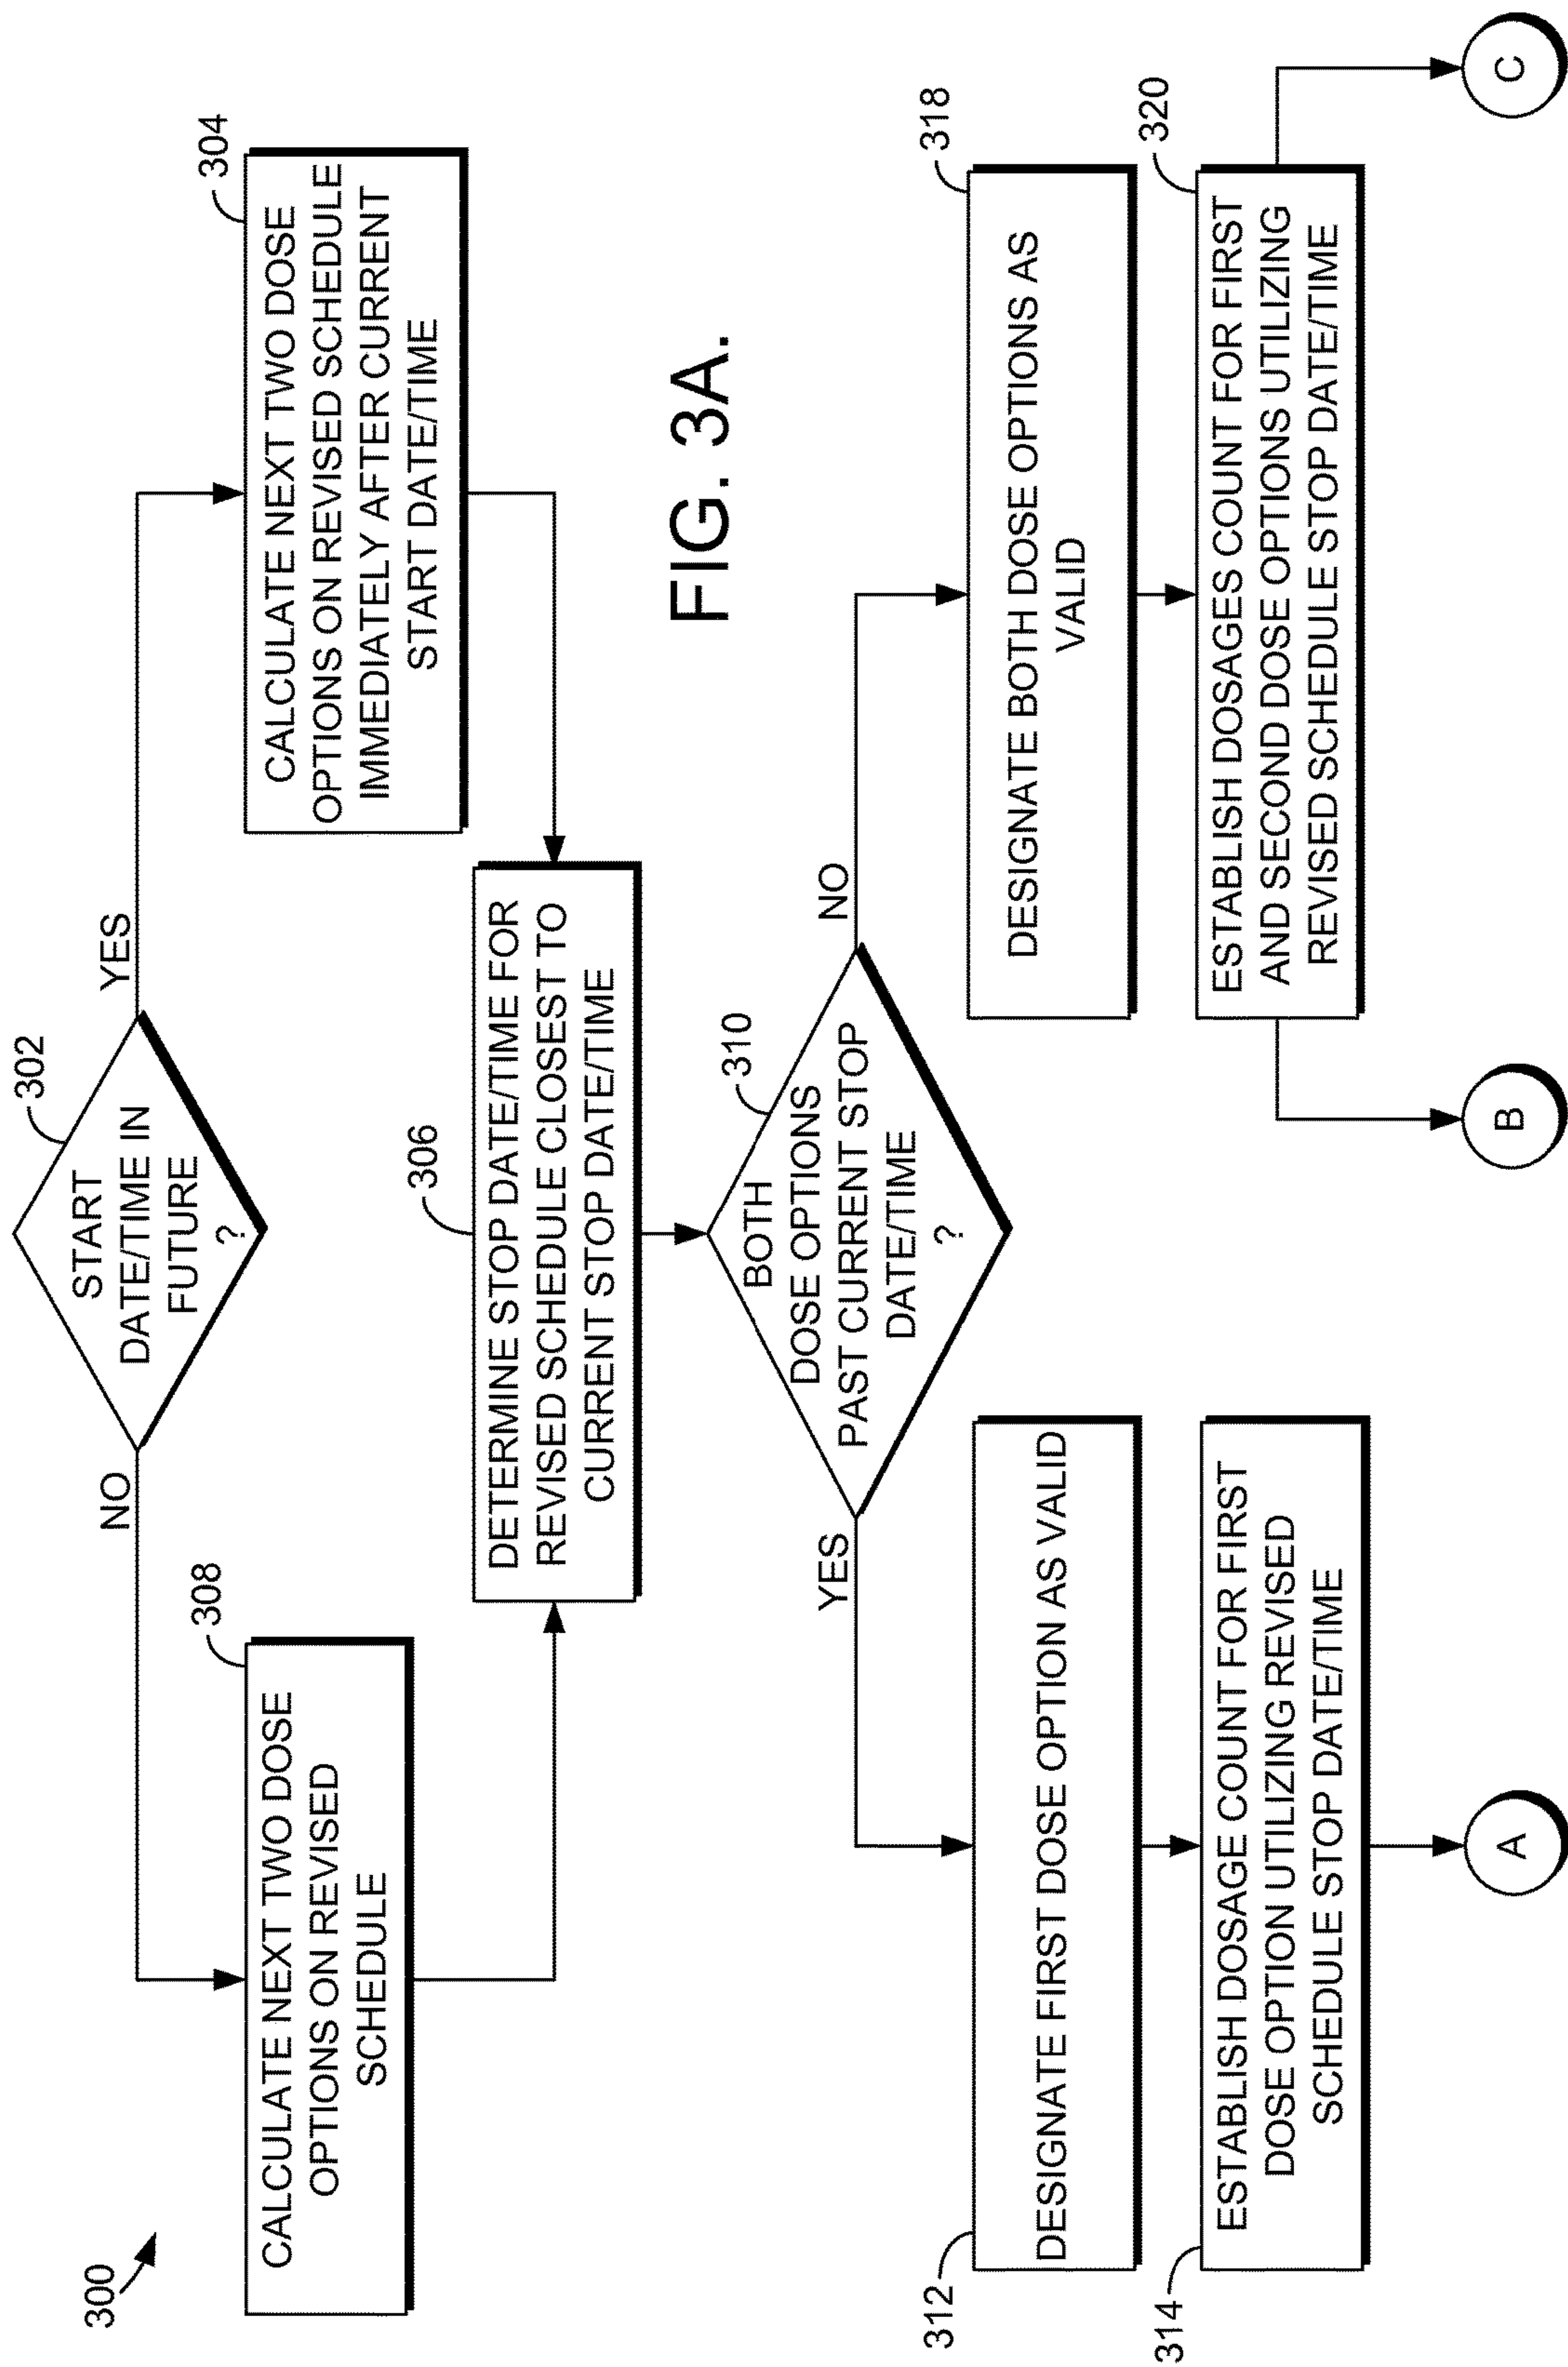 300
302
START
DATE/TIME IN
FUTURE
?
NO
YES
308
CALCULATE NEXT TWO DOSE
OPTIONS ON REVISED
SCHEDULE
304
CALCULATE NEXT TWO DOSE
OPTIONS ON REVISED SCHEDULE
IMMEDIATELY AFTER CURRENT
START DATE/TIME
306
DETERMINE STOP DATE/TIME FOR
REVISED SCHEDULE CLOSEST TO
CURRENT STOP DATE/TIME
FIG. 3A.
310
BOTH
DOSE OPTIONS
PAST CURRENT STOP
DATE/TIME
?
YES
NO
312
DESIGNATE FIRST DOSE OPTION AS VALID
318
DESIGNATE BOTH DOSE OPTIONS AS
VALID
314
ESTABLISH DOSAGE COUNT FOR FIRST
DOSE OPTION UTILIZING REVISED
SCHEDULE STOP DATE/TIME
320
ESTABLISH DOSAGES COUNT FOR FIRST
AND SECOND DOSE OPTIONS UTILIZING
REVISED SCHEDULE STOP DATE/TIME
A
B
C